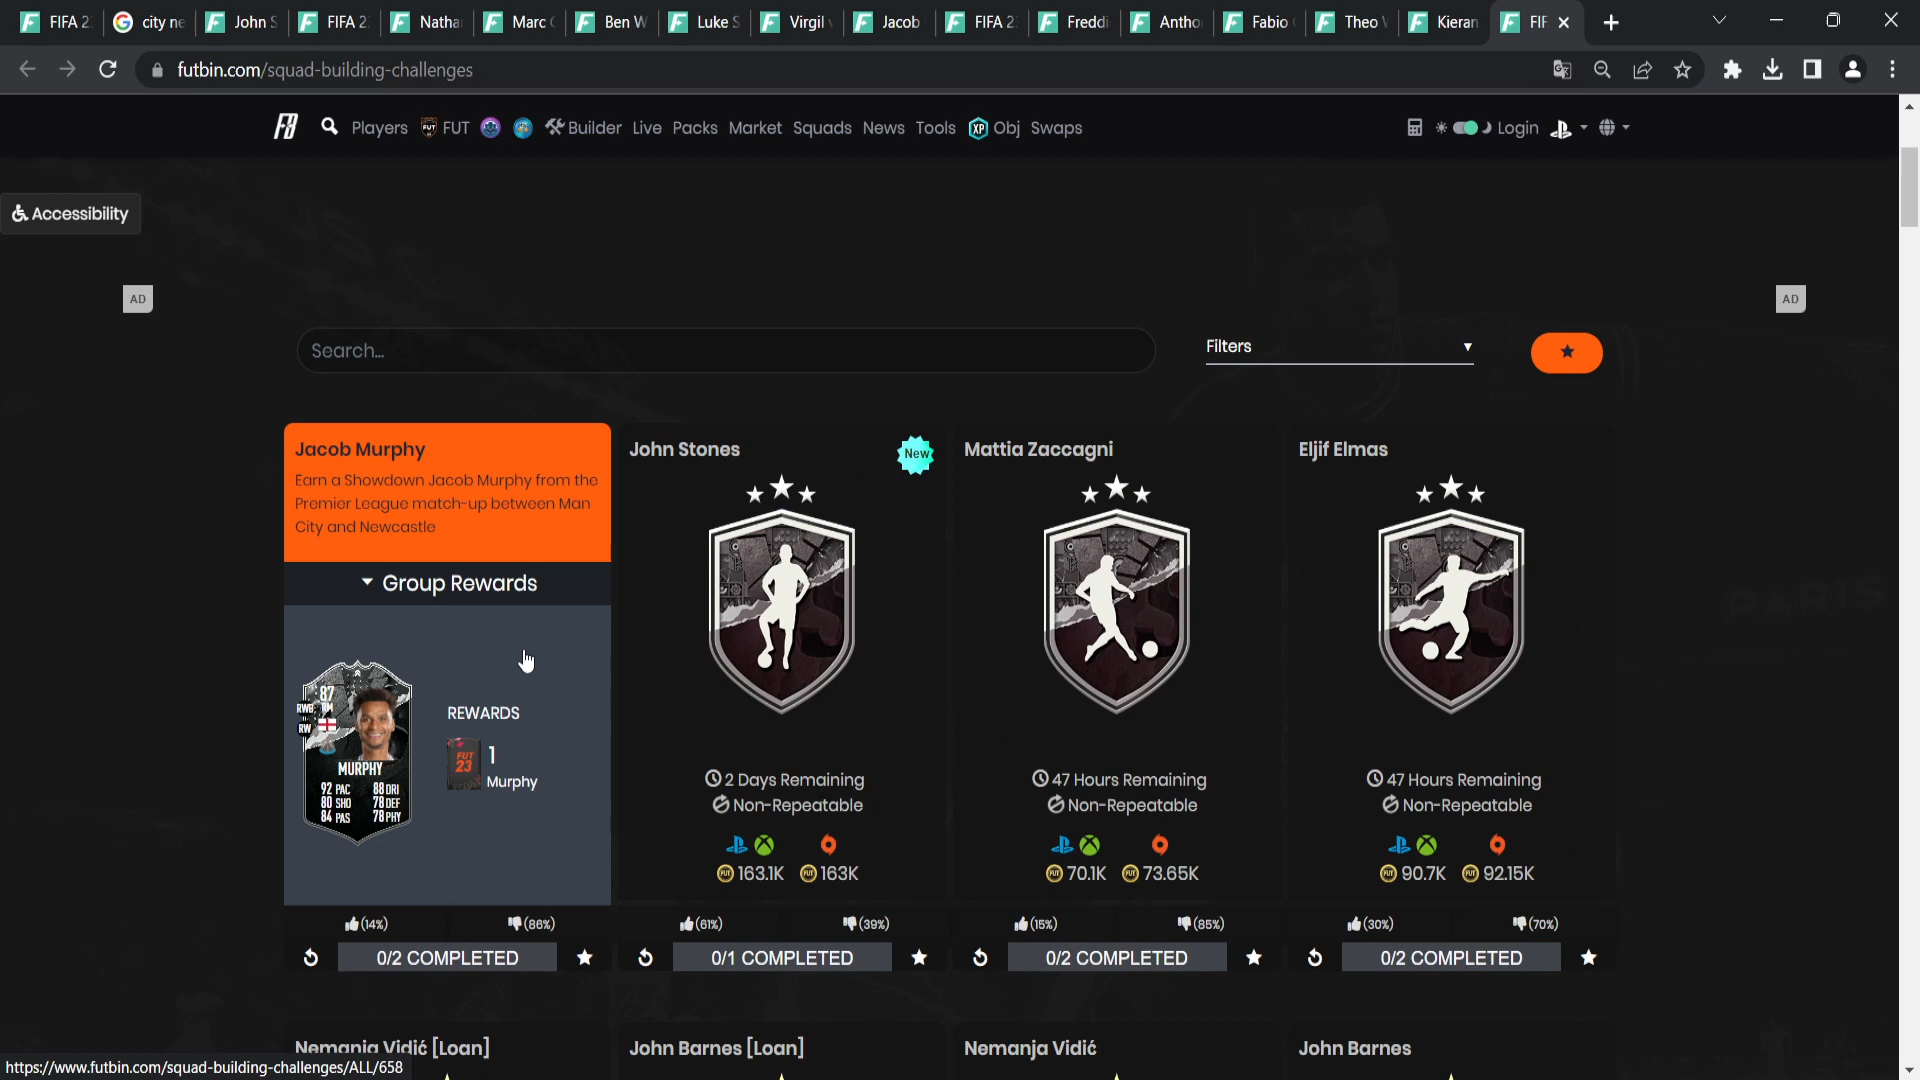 FIFA 2
city ne
John S
FIFA 2
Nathai
Marc
Ben W
Luke S
Virgil
Jacob
FIFA 2
Freddi
Antho
Fabio
Theo
Kieran
FIF
futbin.com/squad-building-challenges
Players FUT Builder Live Packs Market Squads News Tools XP Obj Swaps Login
Accessibility
AD
AD
Search...
Filters
Jacob Murphy
Earn a Showdown Jacob Murphy from the
Premier League match-up between Man
City and Newcastle
Group Rewards
87
RM
RWB
RW
MURPHY
92 PAC 88 DRI
80 SHO 78 DEF
84 PAS 78 PHY
REWARDS
FUT 23
1
Murphy
(14%) (86%)
0/2 COMPLETED
John Stones
New
2 Days Remaining
Non-Repeatable
163.1K 163K
(61%) (39%)
0/1 COMPLETED
Mattia Zaccagni
47 Hours Remaining
Non-Repeatable
70.1K 73.65K
(15%) (85%)
0/2 COMPLETED
Eljif Elmas
47 Hours Remaining
Non-Repeatable
90.7K 92.15K
(30%) (70%)
0/2 COMPLETED
Nemanja Vidić [Loan]
John Barnes [Loan]
Nemanja Vidić
John Barnes
https://www.futbin.com/squad-building-challenges/ALL/658